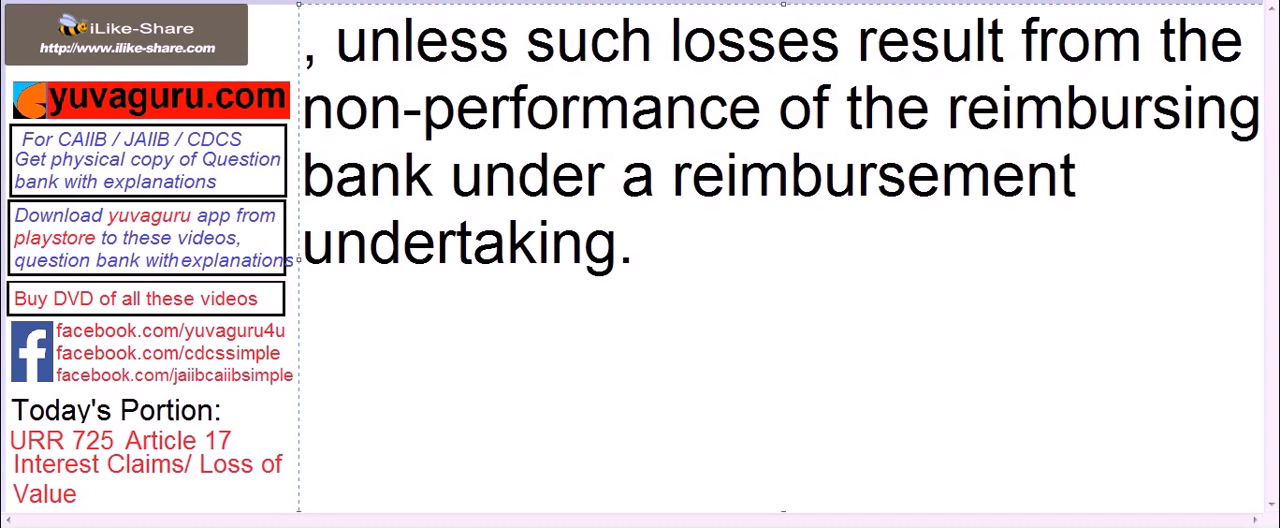 iLike-Share
http://www.ilike-share.com
yuvaguru.com
For CAIIB / JAIIB / CDCS
Get physical copy of Question
bank with explanations
Download yuvaguru app from
playstore to these videos,
question bank with explanations
Buy DVD of all these videos
facebook.com/yuvaguru4u
facebook.com/cdcssimple
facebook.com/jaiibcaiibsimple
Today's Portion:
URR 725 Article 17
Interest Claims/ Loss of
Value
, unless such losses result from the
non-performance of the reimbursing
bank under a reimbursement
undertaking.